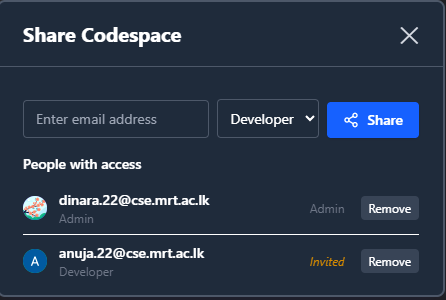 Share Codespace
Enter email address
Developer
Share
People with access
dinara.22@cse.mrt.ac.lk
Admin
Admin
Remove
A
anuja.22@cse.mrt.ac.lk
Developer
Invited
Remove